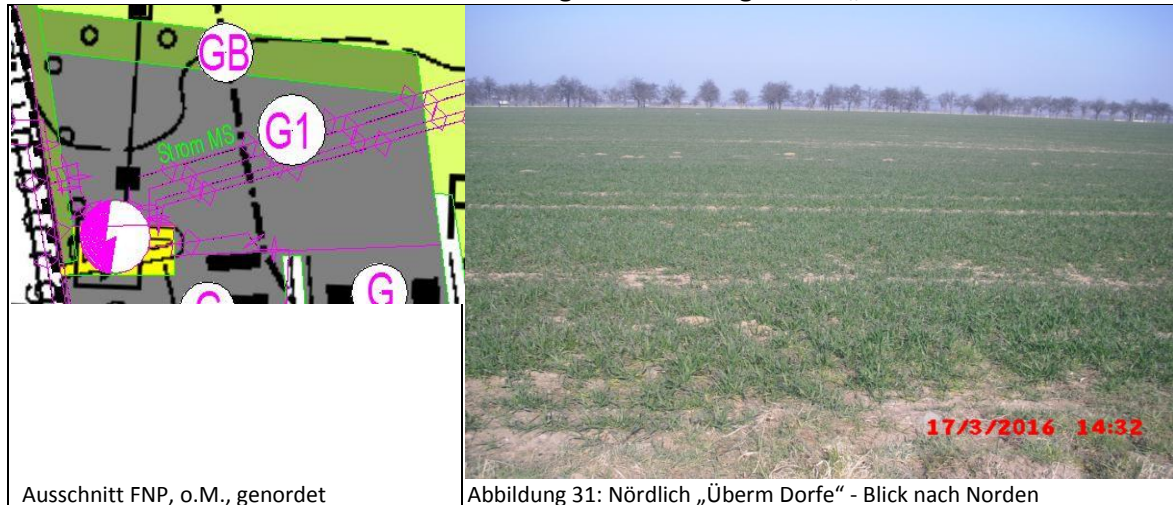 GB
G1
Strom MS
G
G
17/3/2016 14:32
Ausschnitt FNP, o.M., genordet
Abbildung 31: Nördlich „Überm Dorfe“ - Blick nach Norden